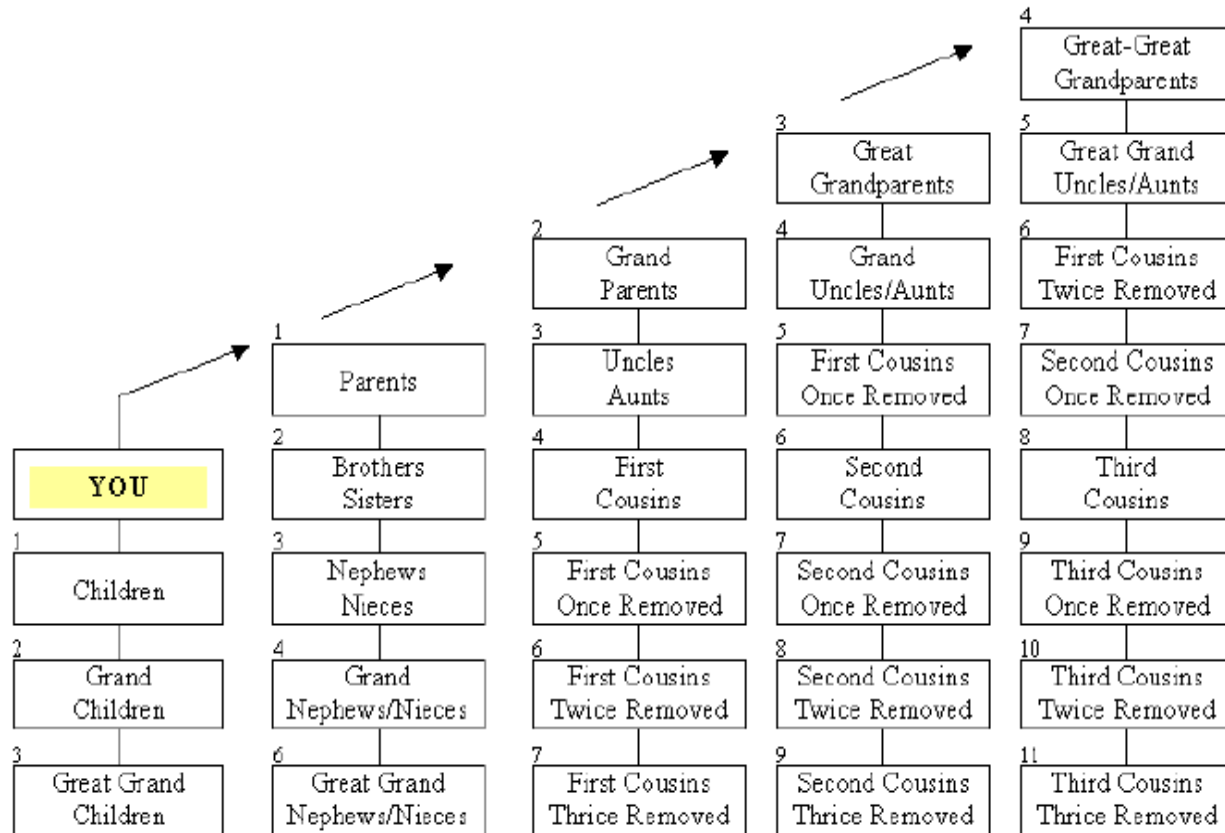 4
Great-Great
Grandparents
3
Great
Grandparents
5
Great Grand
Uncles/Aunts
2
Grand
Parents
4
Grand
Uncles/Aunts
6
First Cousins
Twice Removed
1
Parents
3
Uncles
Aunts
5
First Cousins
Once Removed
7
Second Cousins
Once Removed
YOU
2
Brothers
Sisters
4
First
Cousins
6
Second
Cousins
8
Third
Cousins
1
Children
3
Nephews
Nieces
5
First Cousins
Once Removed
7
Second Cousins
Once Removed
9
Third Cousins
Once Removed
2
Grand
Children
4
Grand
Nephews/Nieces
6
First Cousins
Twice Removed
8
Second Cousins
Twice Removed
10
Third Cousins
Twice Removed
3
Great Grand
Children
6
Great Grand
Nephews/Nieces
7
First Cousins
Thrice Removed
9
Second Cousins
Thrice Removed
11
Third Cousins
Thrice Removed